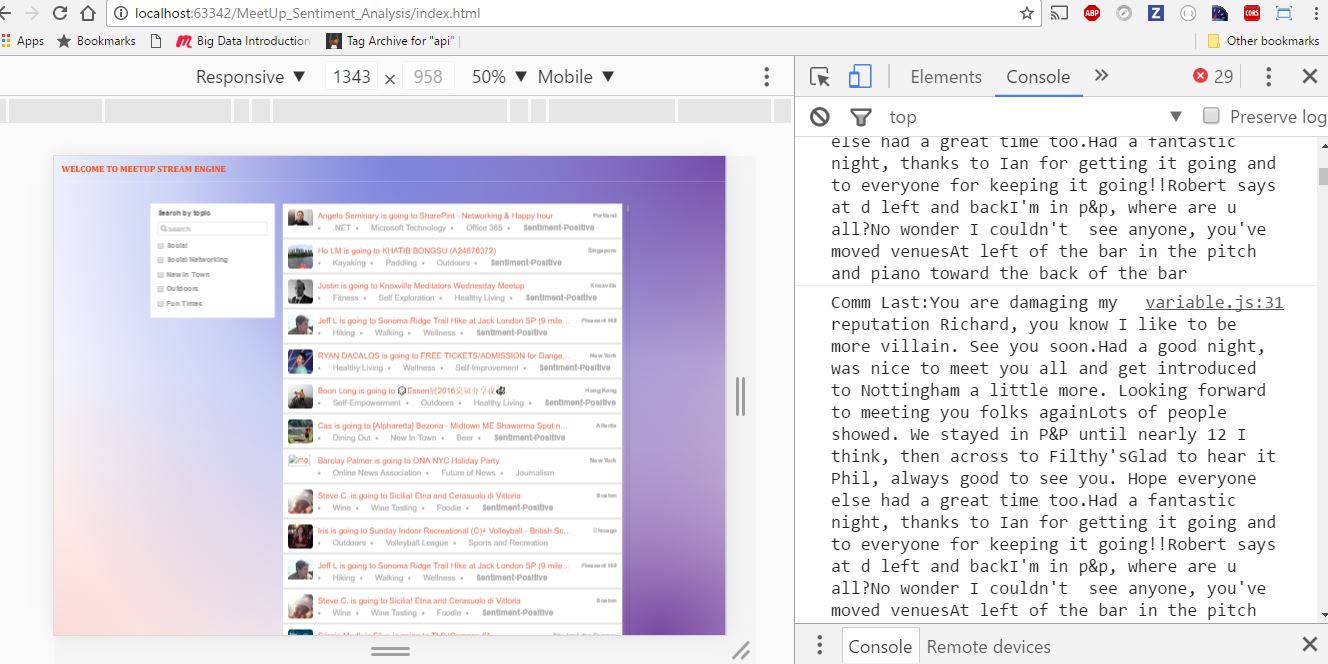 localhost:63342/MeetUp_Sentiment_Analysis/index.html
ABP
Z
CORS
Apps Bookmarks Big Data Introduction Tag Archive for "api" Other bookmarks
Responsive ▼ 1343 × 958 50% ▼ Mobile ▼
Elements Console » 29
top ▼ Preserve log
WELCOME TO MEETUP STREAM ENGINE
Search by topic
search
Social
Social Networking
New In Town
Outdoors
Fun Times
Angelo Seminary is going to SharePint - Networking & Happy hour Portland
• .NET • Microsoft Technology • Office 365 • Sentiment-Positive
Ho LM is going to KHATIB BONGSU (A24876372) Singapore
• Kayaking • Paddling • Outdoors • Sentiment-Positive
Justin is going to Knoxville Meditators Wednesday Meetup Knoxville
• Fitness • Self Exploration • Healthy Living • Sentiment-Positive
Jeff L is going to Sonoma Ridge Trail Hike at Jack London SP (9 mile... Pleasant Hill
• Hiking • Walking • Wellness • Sentiment-Positive
RYAN DACALOS is going to FREE TICKETS/ADMISSION for Dange... New York
• Healthy Living • Wellness • Self-Improvement • Sentiment-Positive
Boon Long is going to Essen 2016 Hong Kong
• Self-Empowerment • Outdoors • Healthy Living • Sentiment-Positive
Cas is going to [Alpharetta] Bezoria - Midtown ME Shawarma Spot n... Atlanta
• Dining Out • New In Town • Beer • Sentiment-Positive
img
Barclay Palmer is going to ONA NYC Holiday Party New York
• Online News Association • Future of News • Journalism
Steve C. is going to Sicilia! Etna and Cerasuolo di Vittoria Boston
• Wine • Wine Tasting • Foodie • Sentiment-Positive
Iris is going to Sunday Indoor Recreational (C)+ Volleyball - British Sc... Chicago
• Outdoors • Volleyball League • Sports and Recreation
Jeff L is going to Sonoma Ridge Trail Hike at Jack London SP (9 mile... Pleasant Hill
• Hiking • Walking • Wellness • Sentiment-Positive
Steve C. is going to Sicilia! Etna and Cerasuolo di Vittoria Boston
• Wine • Wine Tasting • Foodie • Sentiment-Positive
else had a great time too.Had a fantastic
night, thanks to Ian for getting it going and
to everyone for keeping it going!!Robert says
at d left and backI'm in p&p, where are u
all?No wonder I couldn't see anyone, you've
moved venuesAt left of the bar in the pitch
and piano toward the back of the bar
Comm Last:You are damaging my variable.js:31
reputation Richard, you know I like to be
more villain. See you soon.Had a good night,
was nice to meet you all and get introduced
to Nottingham a little more. Looking forward
to meeting you folks againLots of people
showed. We stayed in P&P until nearly 12 I
think, then across to Filthy'sGlad to hear it
Phil, always good to see you. Hope everyone
else had a great time too.Had a fantastic
night, thanks to Ian for getting it going and
to everyone for keeping it going!!Robert says
at d left and backI'm in p&p, where are u
all?No wonder I couldn't see anyone, you've
moved venuesAt left of the bar in the pitch
Console Remote devices